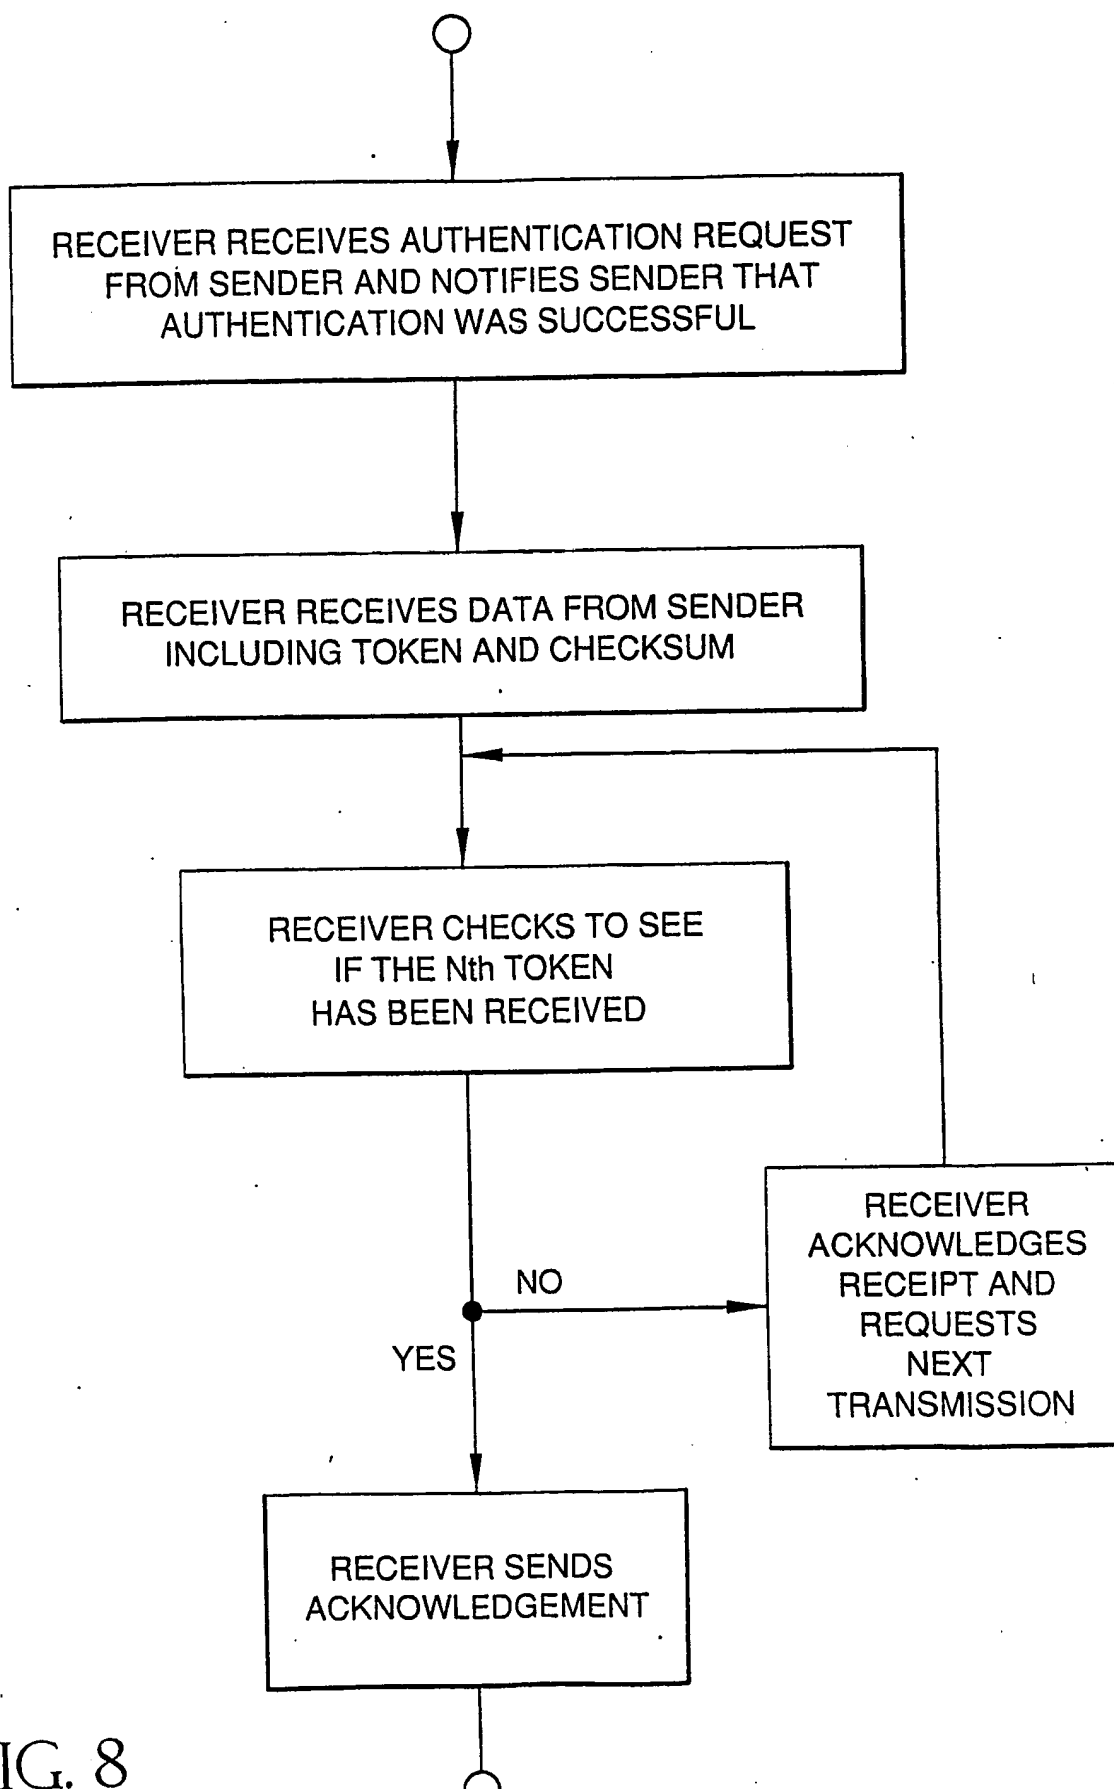 RECEIVER RECEIVES AUTHENTICATION REQUEST
FROM SENDER AND NOTIFIES SENDER THAT
AUTHENTICATION WAS SUCCESSFUL
RECEIVER RECEIVES DATA FROM SENDER
INCLUDING TOKEN AND CHECKSUM
RECEIVER CHECKS TO SEE
IF THE Nth TOKEN
HAS BEEN RECEIVED
NO
YES
RECEIVER
ACKNOWLEDGES
RECEIPT AND
REQUESTS
NEXT
TRANSMISSION
RECEIVER SENDS
ACKNOWLEDGEMENT
IG. 8